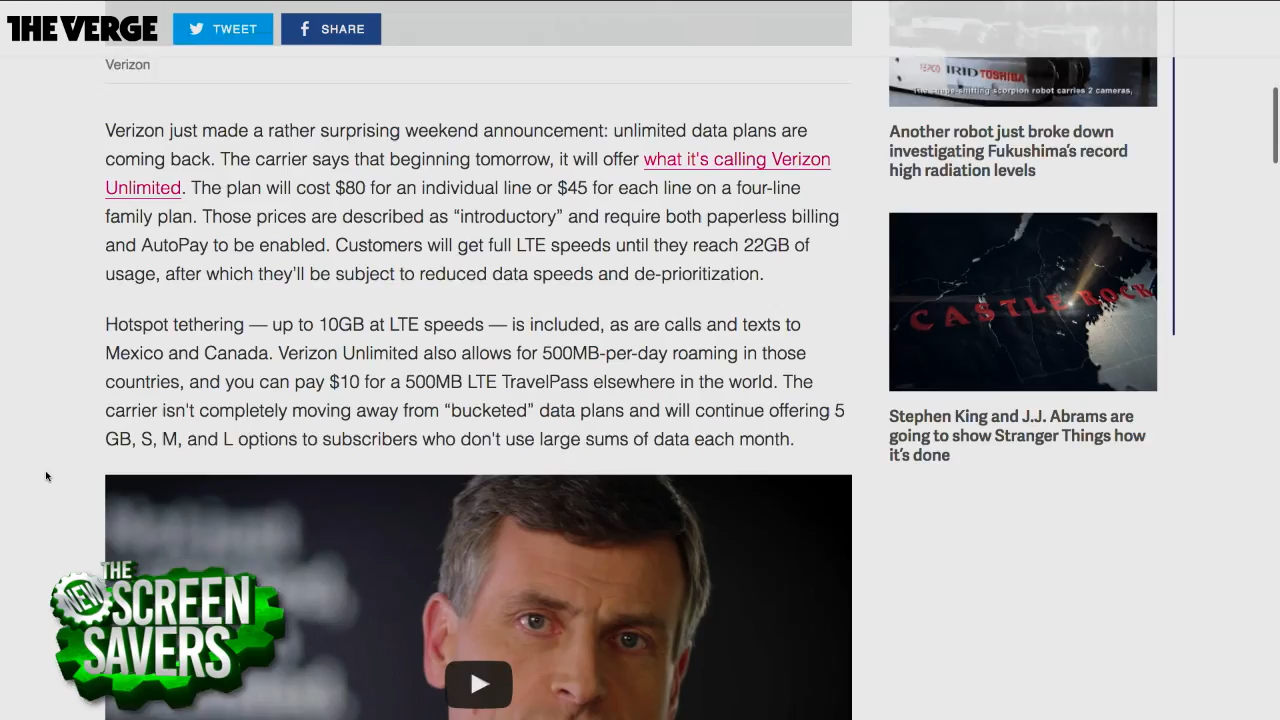 THE VERGE
TWEET
SHARE
Verizon
Verizon just made a rather surprising weekend announcement: unlimited data plans are
coming back. The carrier says that beginning tomorrow, it will offer what it's calling Verizon
Unlimited. The plan will cost $80 for an individual line or $45 for each line on a four-line
family plan. Those prices are described as “introductory” and require both paperless billing
and AutoPay to be enabled. Customers will get full LTE speeds until they reach 22GB of
usage, after which they'll be subject to reduced data speeds and de-prioritization.
Hotspot tethering — up to 10GB at LTE speeds — is included, as are calls and texts to
Mexico and Canada. Verizon Unlimited also allows for 500MB-per-day roaming in those
countries, and you can pay $10 for a 500MB LTE TravelPass elsewhere in the world. The
carrier isn't completely moving away from “bucketed” data plans and will continue offering 5
GB, S, M, and L options to subscribers who don't use large sums of data each month.
IRID TOSHIBA
scorpion robot carries 2 cameras,
Another robot just broke down
investigating Fukushima’s record
high radiation levels
CASTLE ROCK
Stephen King and J.J. Abrams are
going to show Stranger Things how
it’s done
THE
NEW
SCREEN
SAVERS